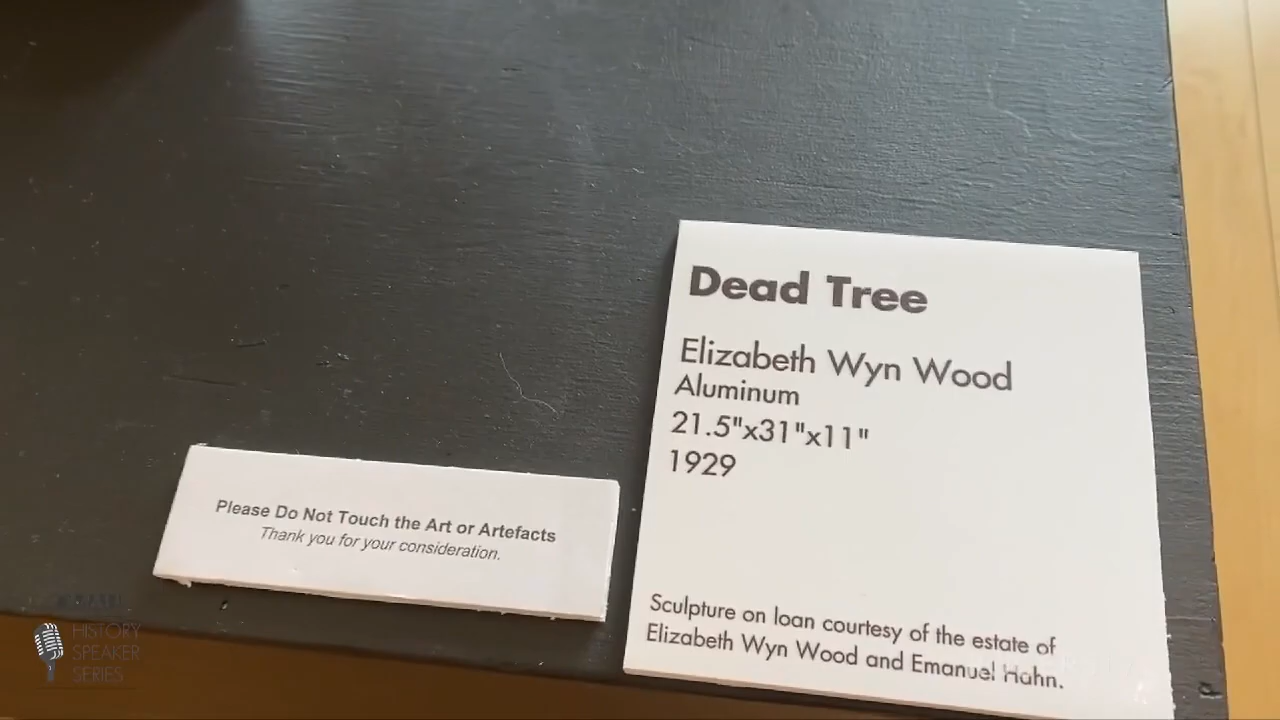 Dead Tree
Elizabeth Wyn Wood
Aluminum
21.5"x31"x11"
1929
Sculpture on loan courtesy of the estate of
Elizabeth Wyn Wood and Emanuel Hahn.
Please Do Not Touch the Art or Artefacts
Thank you for your consideration.
HISTORY
SPEAKER
SERIES